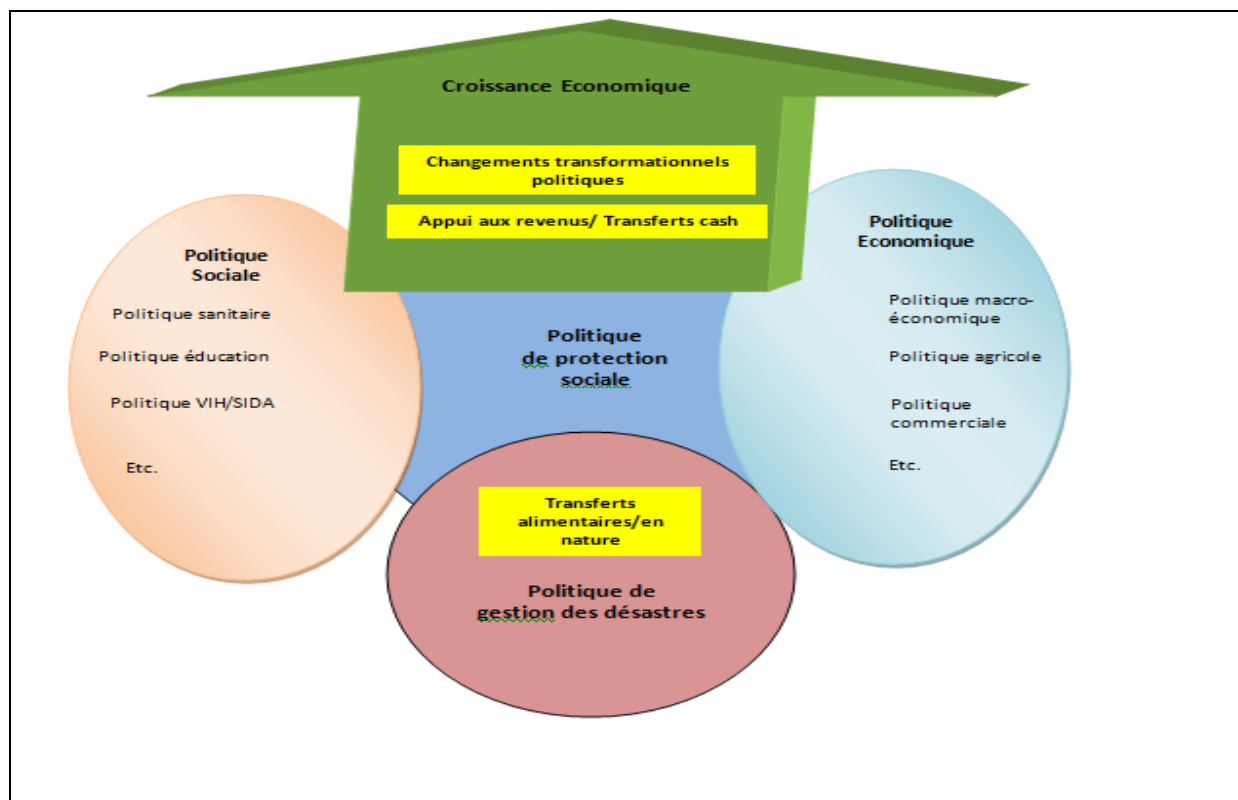 Croissance Economique
Changements transformationnels
politiques
Appui aux revenus/ Transferts cash
Politique
Sociale
Politique sanitaire
Politique éducation
Politique VIH/SIDA
Etc.
Politique
de protection
sociale
Politique
Economique
Politique macro-
économique
Politique agricole
Politique
commerciale
Etc.
Transferts
alimentaires/en
nature
Politique de
gestion des désastres